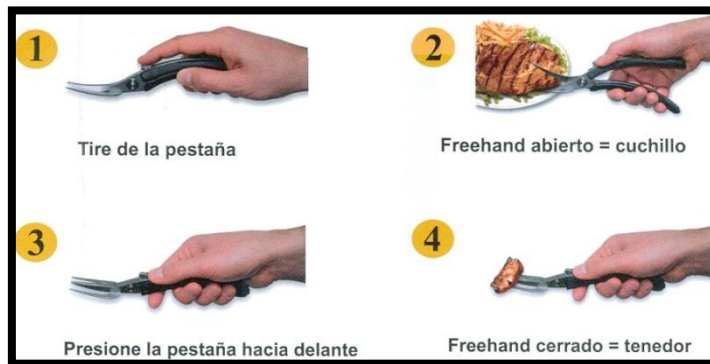 1
Tire de la pestaña
2
Freehand abierto = cuchillo
3
Presione la pestaña hacia delante
4
Freehand cerrado = tenedor